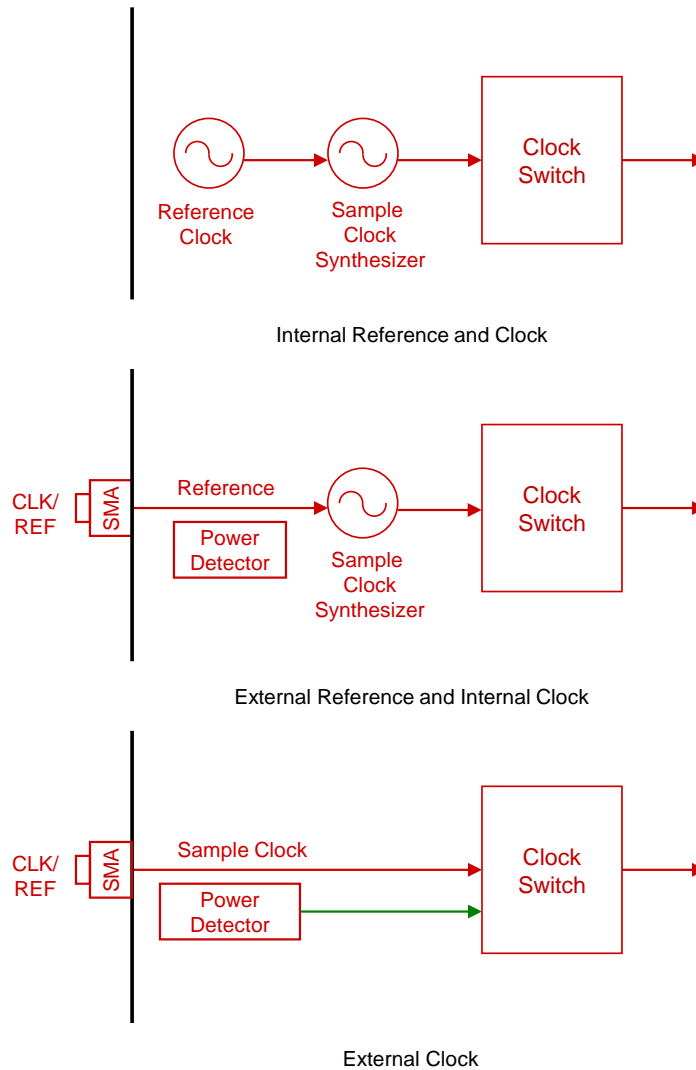 Reference
Clock
Sample
Clock
Synthesizer
Clock
Switch
Internal Reference and Clock
CLK/
REF
SMA
Reference
Power
Detector
Sample
Clock
Synthesizer
Clock
Switch
External Reference and Internal Clock
CLK/
REF
SMA
Sample Clock
Power
Detector
Clock
Switch
External Clock